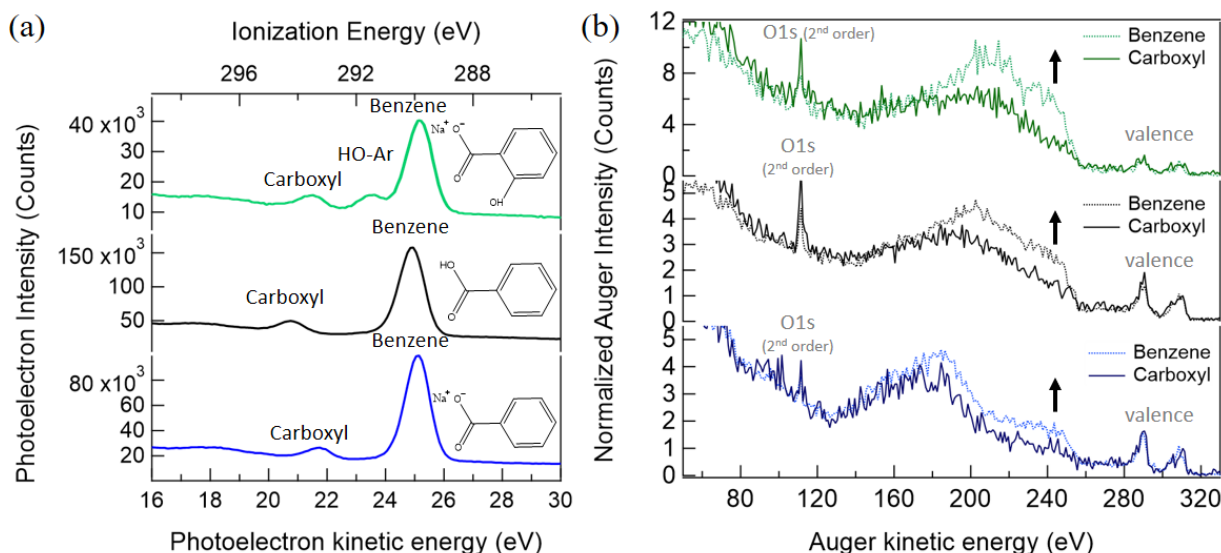 (a)
Ionization Energy (eV)
296 292 288
Photoelectron Intensity (Counts)
40 x10³
30
20
10
Carboxyl
HO-Ar
Benzene
Na⁺ O⁻
O
OH
150 x10³
100
50
Carboxyl
Benzene
HO
O
80 x10³
60
40
20
Carboxyl
Benzene
Na⁺ O⁻
O
16 18 20 22 24 26 28 30
Photoelectron kinetic energy (eV)
(b)
Normalized Auger Intensity (Counts)
12
8
4
0
O1s (2nd order)
Benzene
Carboxyl
valence
5
4
3
2
1
0
O1s
(2nd order)
Benzene
Carboxyl
valence
5
4
3
2
1
0
O1s
(2nd order)
Benzene
Carboxyl
valence
80 120 160 200 240 280 320
Auger kinetic energy (eV)